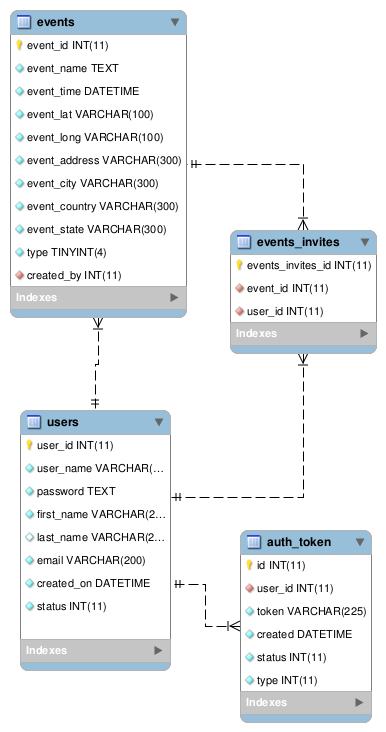 events
event_id INT(11)
event_name TEXT
event_time DATETIME
event_lat VARCHAR(100)
event_long VARCHAR(100)
event_address VARCHAR(300)
event_city VARCHAR(300)
event_country VARCHAR(300)
event_state VARCHAR(300)
type TINYINT(4)
created_by INT(11)
Indexes
events_invites
events_invites_id INT(11)
event_id INT(11)
user_id INT(11)
Indexes
users
user_id INT(11)
user_name VARCHAR(...
password TEXT
first_name VARCHAR(2...
last_name VARCHAR(2...
email VARCHAR(200)
created_on DATETIME
status INT(11)
Indexes
auth_token
id INT(11)
user_id INT(11)
token VARCHAR(225)
created DATETIME
status INT(11)
type INT(11)
Indexes